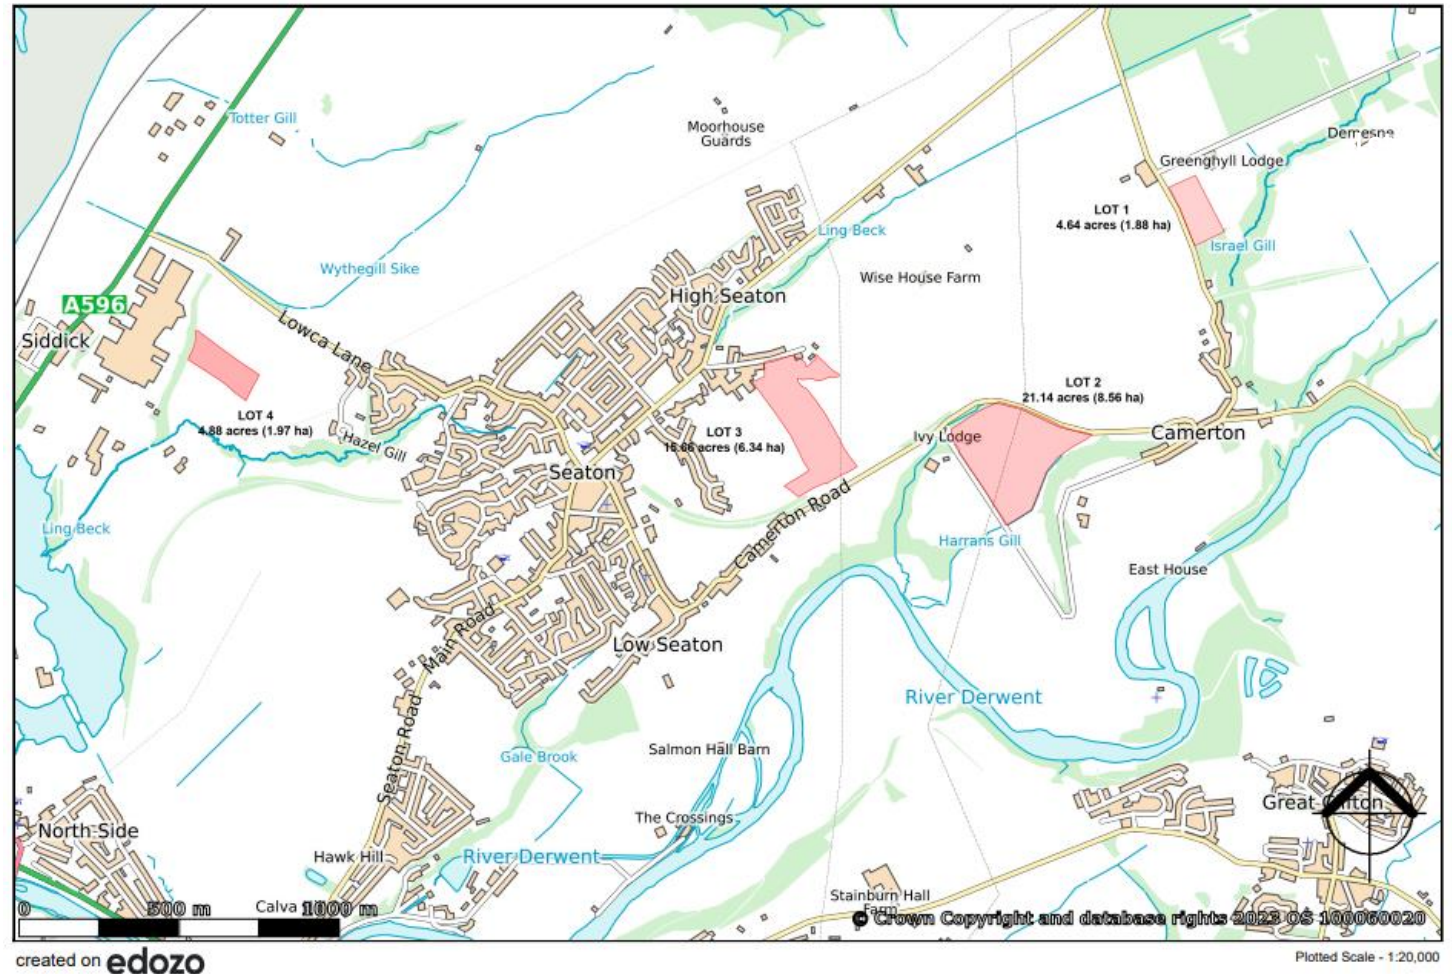 Totter Gill
Moorhouse
Guards
Demesne
Greenghyll Lodge
LOT 1
4.64 acres (1.88 ha)
Ling Beck
Israel Gill
Wythegill Sike
Wise House Farm
High Seaton
A596
Lowca Lane
Siddick
LOT 2
21.14 acres (8.56 ha)
LOT 4
4.88 acres (1.97 ha)
Hazel Gill
LOT 3
15.66 acres (6.34 ha)
Ivy Lodge
Camerton
Seaton
Camerton Road
Ling Beck
Harrans Gill
East House
Main Road
Low Seaton
River Derwent
Seaton Road
Salmon Hall Barn
Gale Brook
Great Clifton
The Crossings
North Side
Hawk Hill
River Derwent
Stainburn Hall
Farm
0 500 m 1000 m
Calva
© Crown Copyright and database rights 2023 OS 100060020
created on edozo
Plotted Scale - 1:20,000